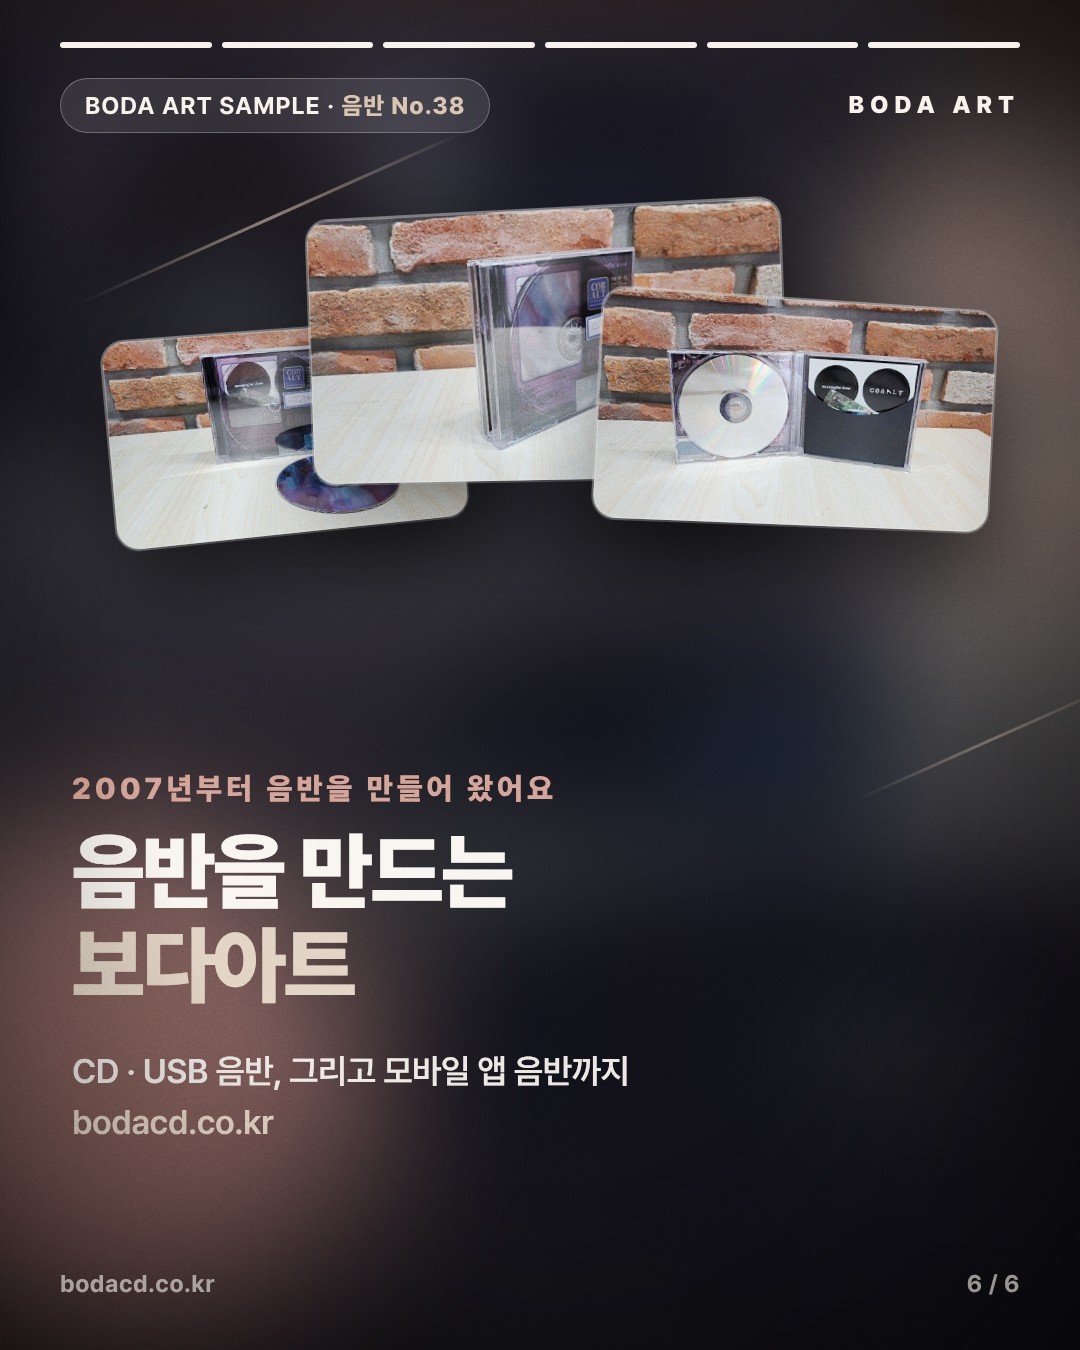 BODA ART SAMPLE · 음반 No.38
BODA ART
COB
ALT
COBALT
2007년부터 음반을 만들어 왔어요
음반을 만드는
보다아트
CD · USB 음반, 그리고 모바일 앱 음반까지
bodacd.co.kr
bodacd.co.kr
6 / 6